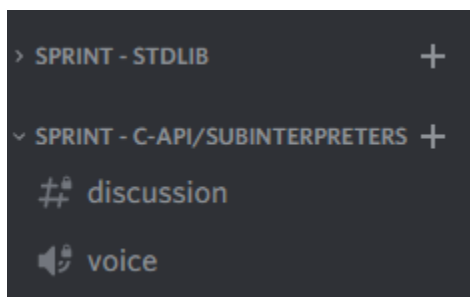 SPRINT - STDLIB
SPRINT - C-API/SUBINTERPRETERS
discussion
voice